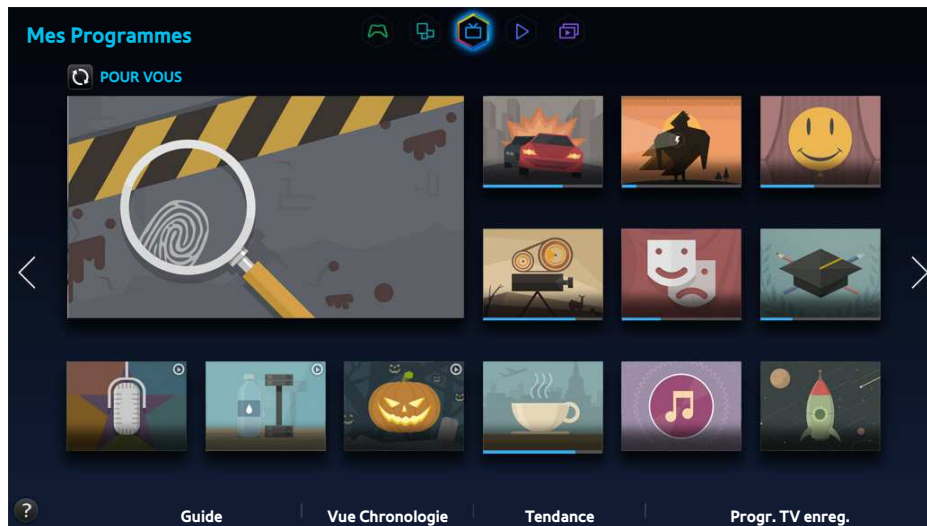 Mes Programmes
POUR VOUS
?
Guide
Vue Chronologie
Tendance
Progr. TV enreg.